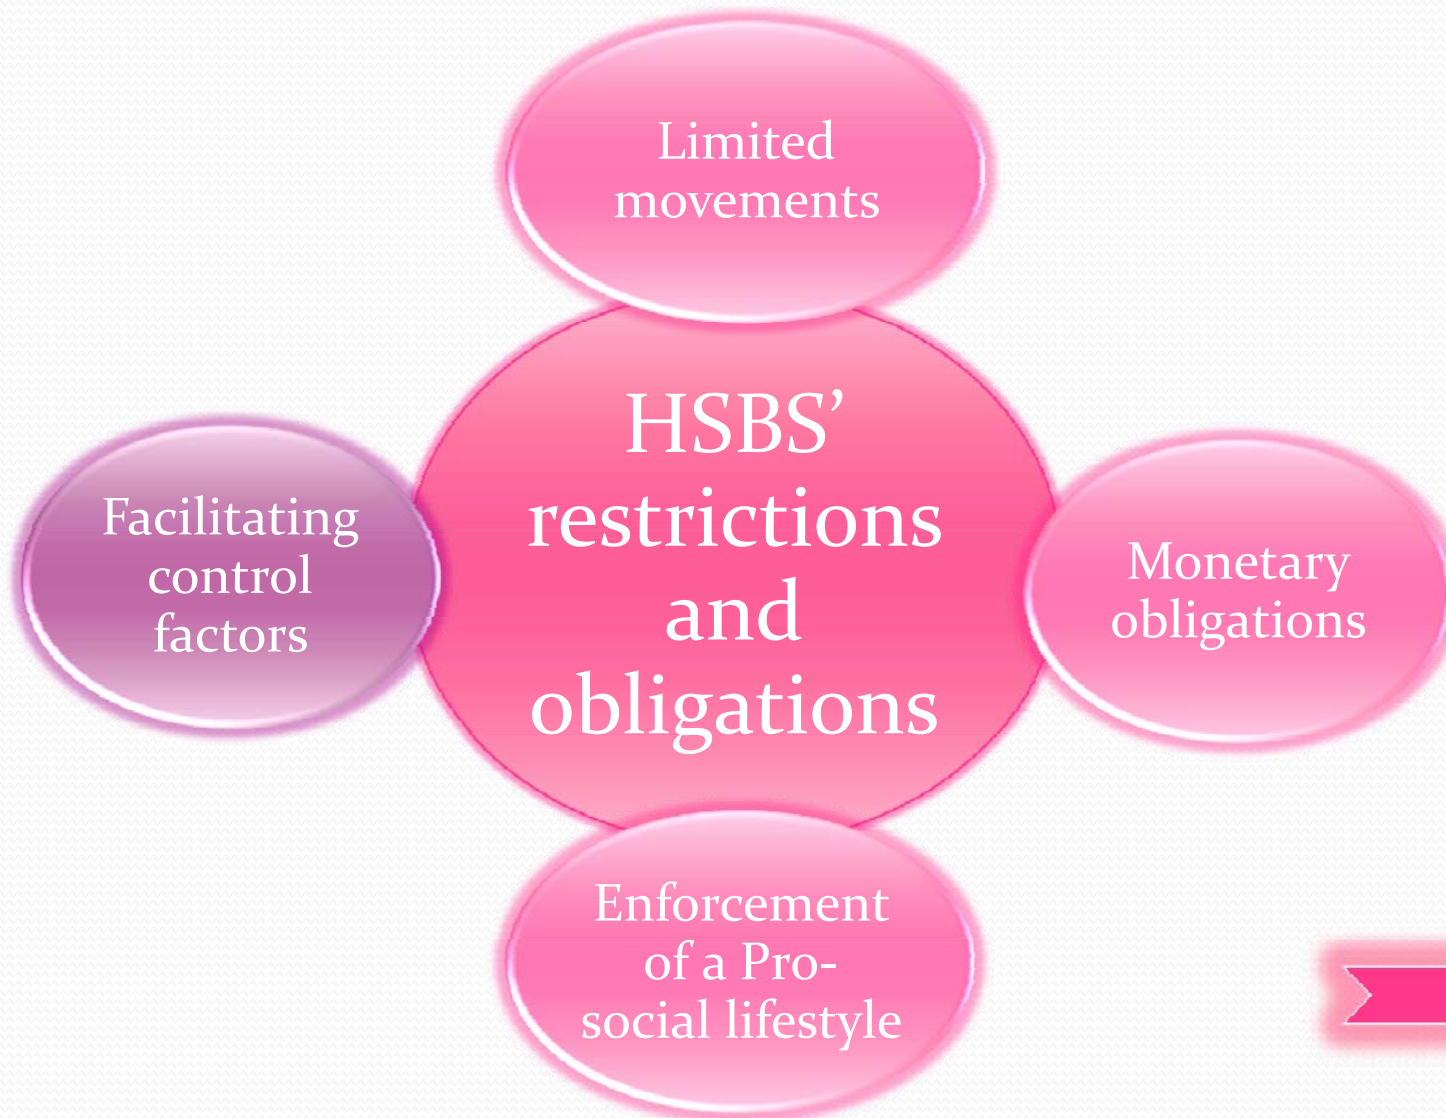 Limited
movements
HSBS’
restrictions
and
obligations
Facilitating
control
factors
Monetary
obligations
Enforcement
of a Pro-
social lifestyle